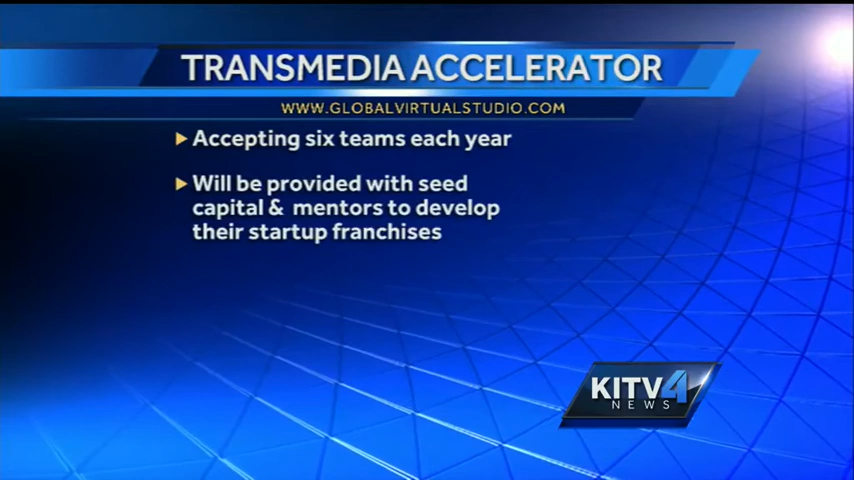 TRANSMEDIA ACCELERATOR
WWW.GLOBALVIRTUALSTUDIO.COM
Accepting six teams each year
Will be provided with seed
capital & mentors to develop
their startup franchises
KITV4
NEWS